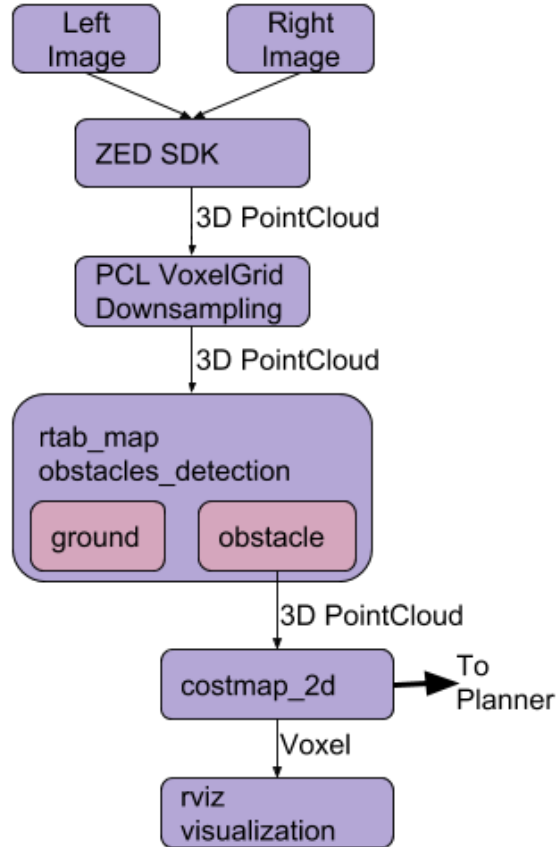 Left
Image
Right
Image
ZED SDK
3D PointCloud
PCL VoxelGrid
Downsampling
3D PointCloud
rtab_map
obstacles_detection
ground
obstacle
3D PointCloud
costmap_2d
To
Planner
Voxel
rviz
visualization